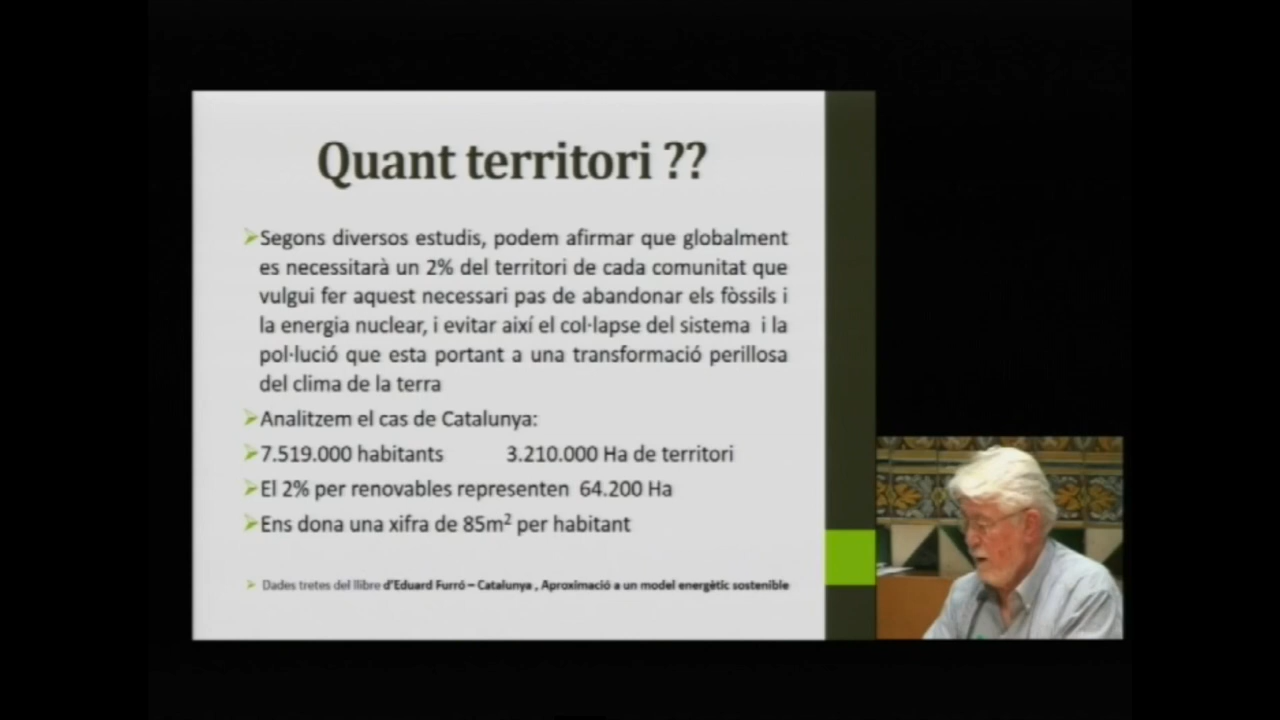 Quant territori ??
Segons diversos estudis, podem afirmar que globalment
es necessitarà un 2% del territori de cada comunitat que
vulgui fer aquest necessari pas de abandonar els fòssils i
la energia nuclear, i evitar així el col·lapse del sistema i la
pol·lució que esta portant a una transformació perillosa
del clima de la terra
Analitzem el cas de Catalunya:
7.519.000 habitants 3.210.000 Ha de territori
El 2% per renovables representen 64.200 Ha
Ens dona una xifra de 85m² per habitant
Dades tretes del llibre d'Eduard Furró – Catalunya , Aproximació a un model energètic sostenible